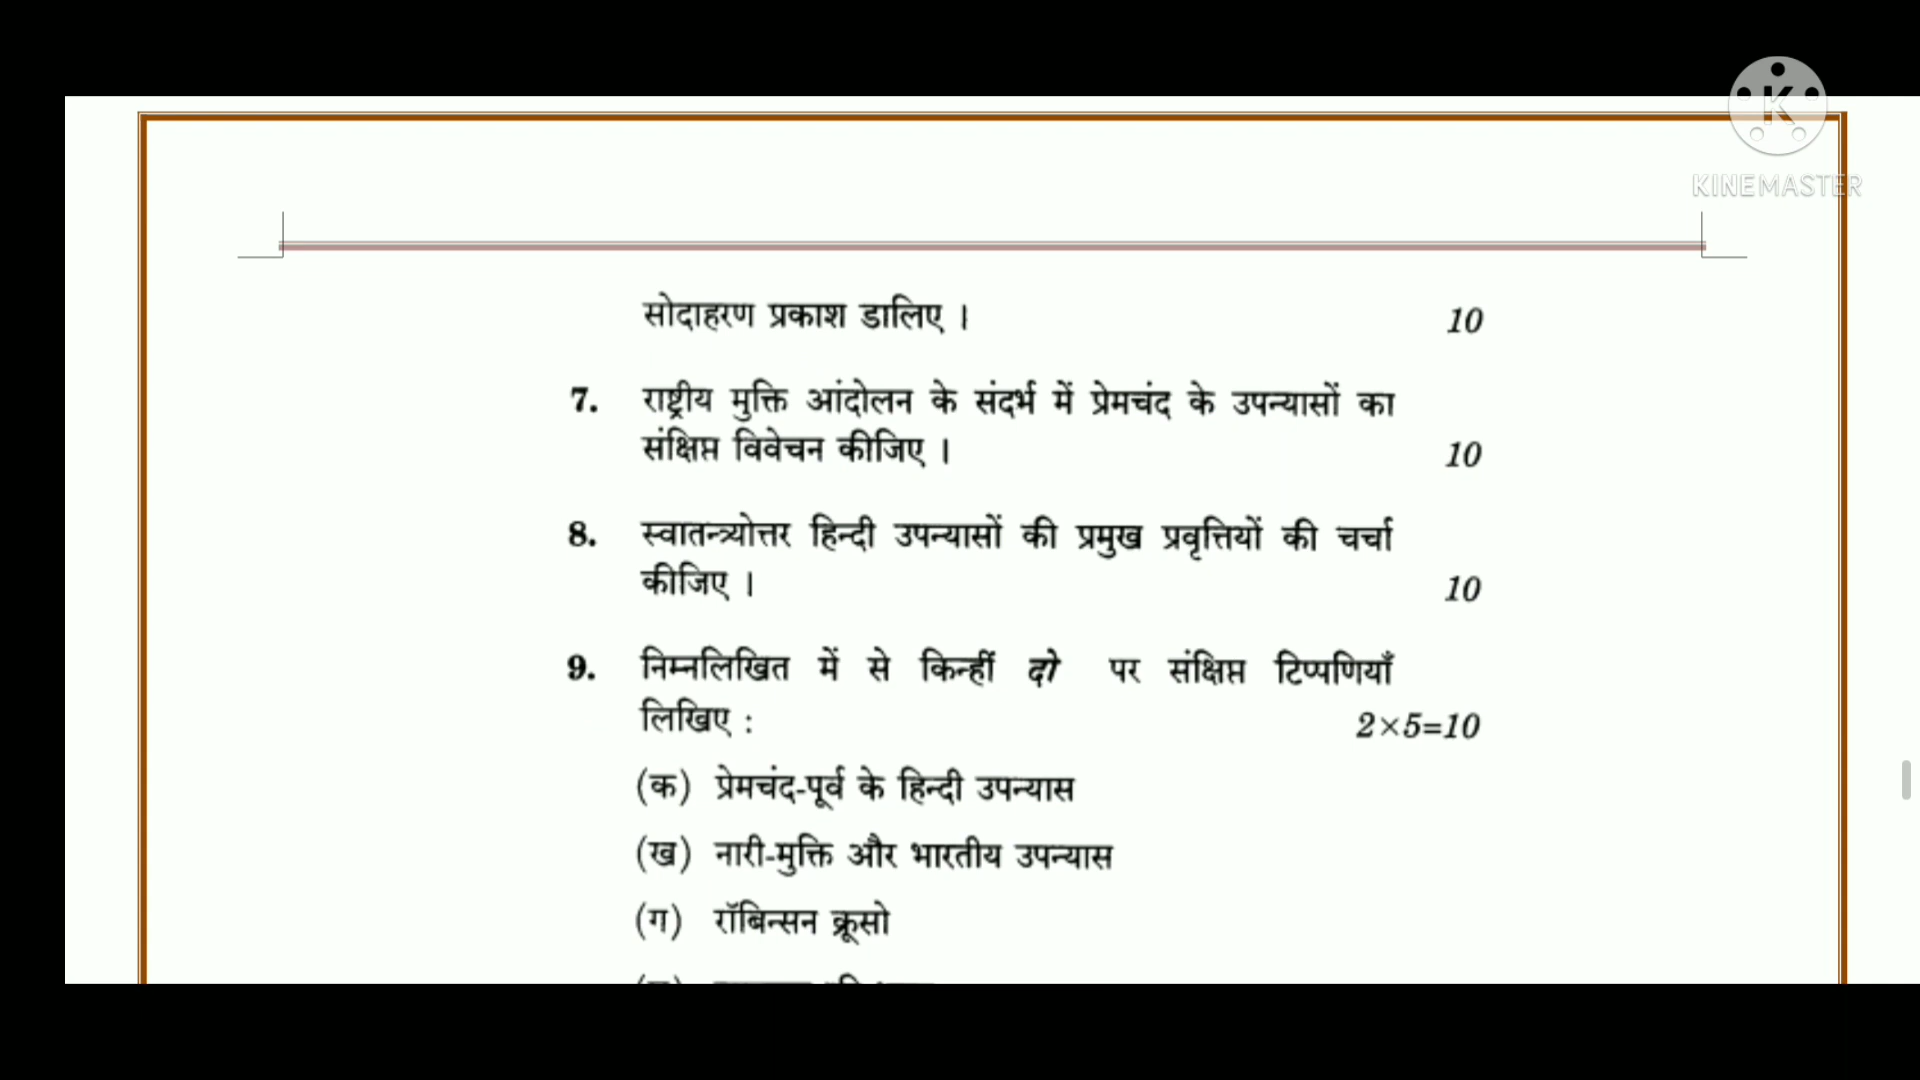 K
KINEMASTER
सोदाहरण प्रकाश डालिए । 10
7. राष्ट्रीय मुक्ति आंदोलन के संदर्भ में प्रेमचंद के उपन्यासों का
संक्षिप्त विवेचन कीजिए । 10
8. स्वातन्त्र्योत्तर हिन्दी उपन्यासों की प्रमुख प्रवृत्तियों की चर्चा
कीजिए । 10
9. निम्नलिखित में से किन्हीं दो पर संक्षिप्त टिप्पणियाँ
लिखिए : 2×5=10
(क) प्रेमचंद-पूर्व के हिन्दी उपन्यास
(ख) नारी-मुक्ति और भारतीय उपन्यास
(ग) रॉबिन्सन क्रूसो